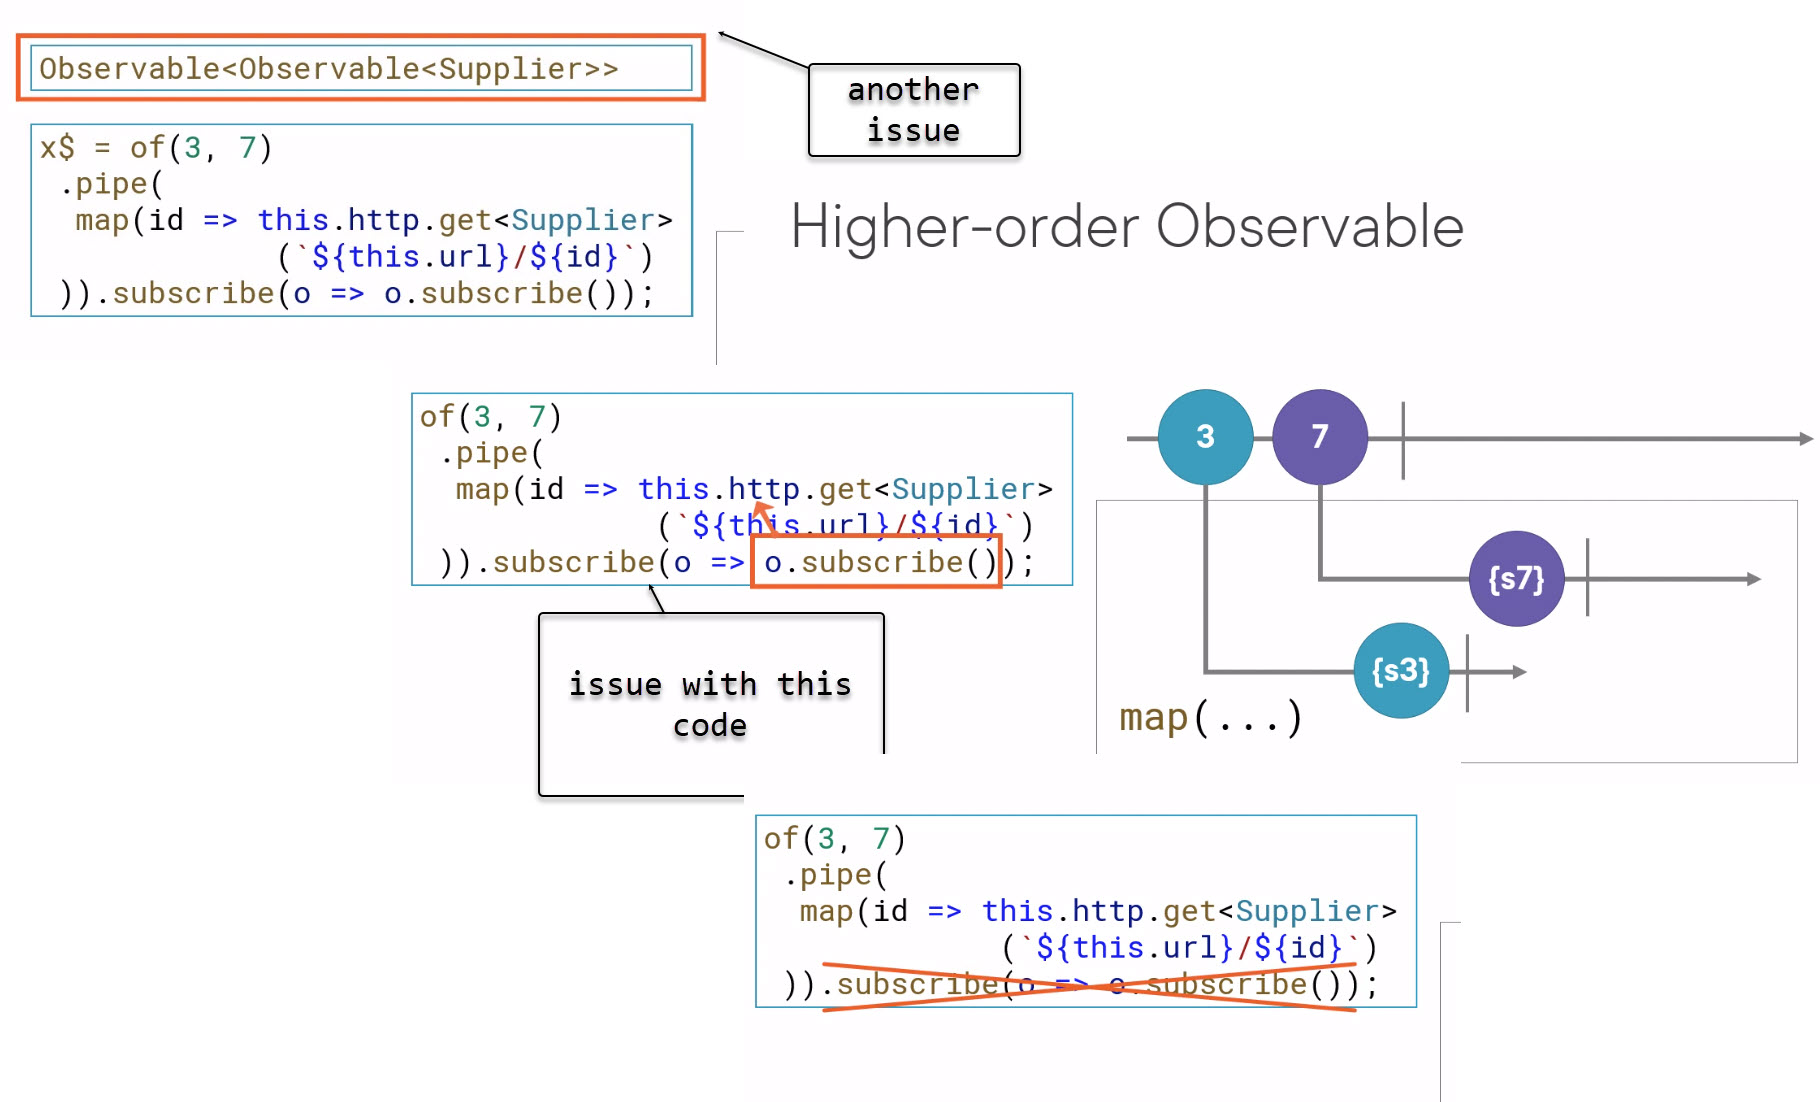 Observable<Observable<Supplier>>
another
issue
x$ = of(3, 7)
.pipe(
map(id => this.http.get<Supplier>
(`${this.url}/${id}`)
)).subscribe(o => o.subscribe());
Higher-order Observable
of(3, 7)
.pipe(
map(id => this.http.get<Supplier>
(`${this.url}/${id}`)
)).subscribe(o => o.subscribe());
issue with this
code
3
7
{s7}
{s3}
map(...)
of(3, 7)
.pipe(
map(id => this.http.get<Supplier>
(`${this.url}/${id}`)
)).subscribe(o => o.subscribe());